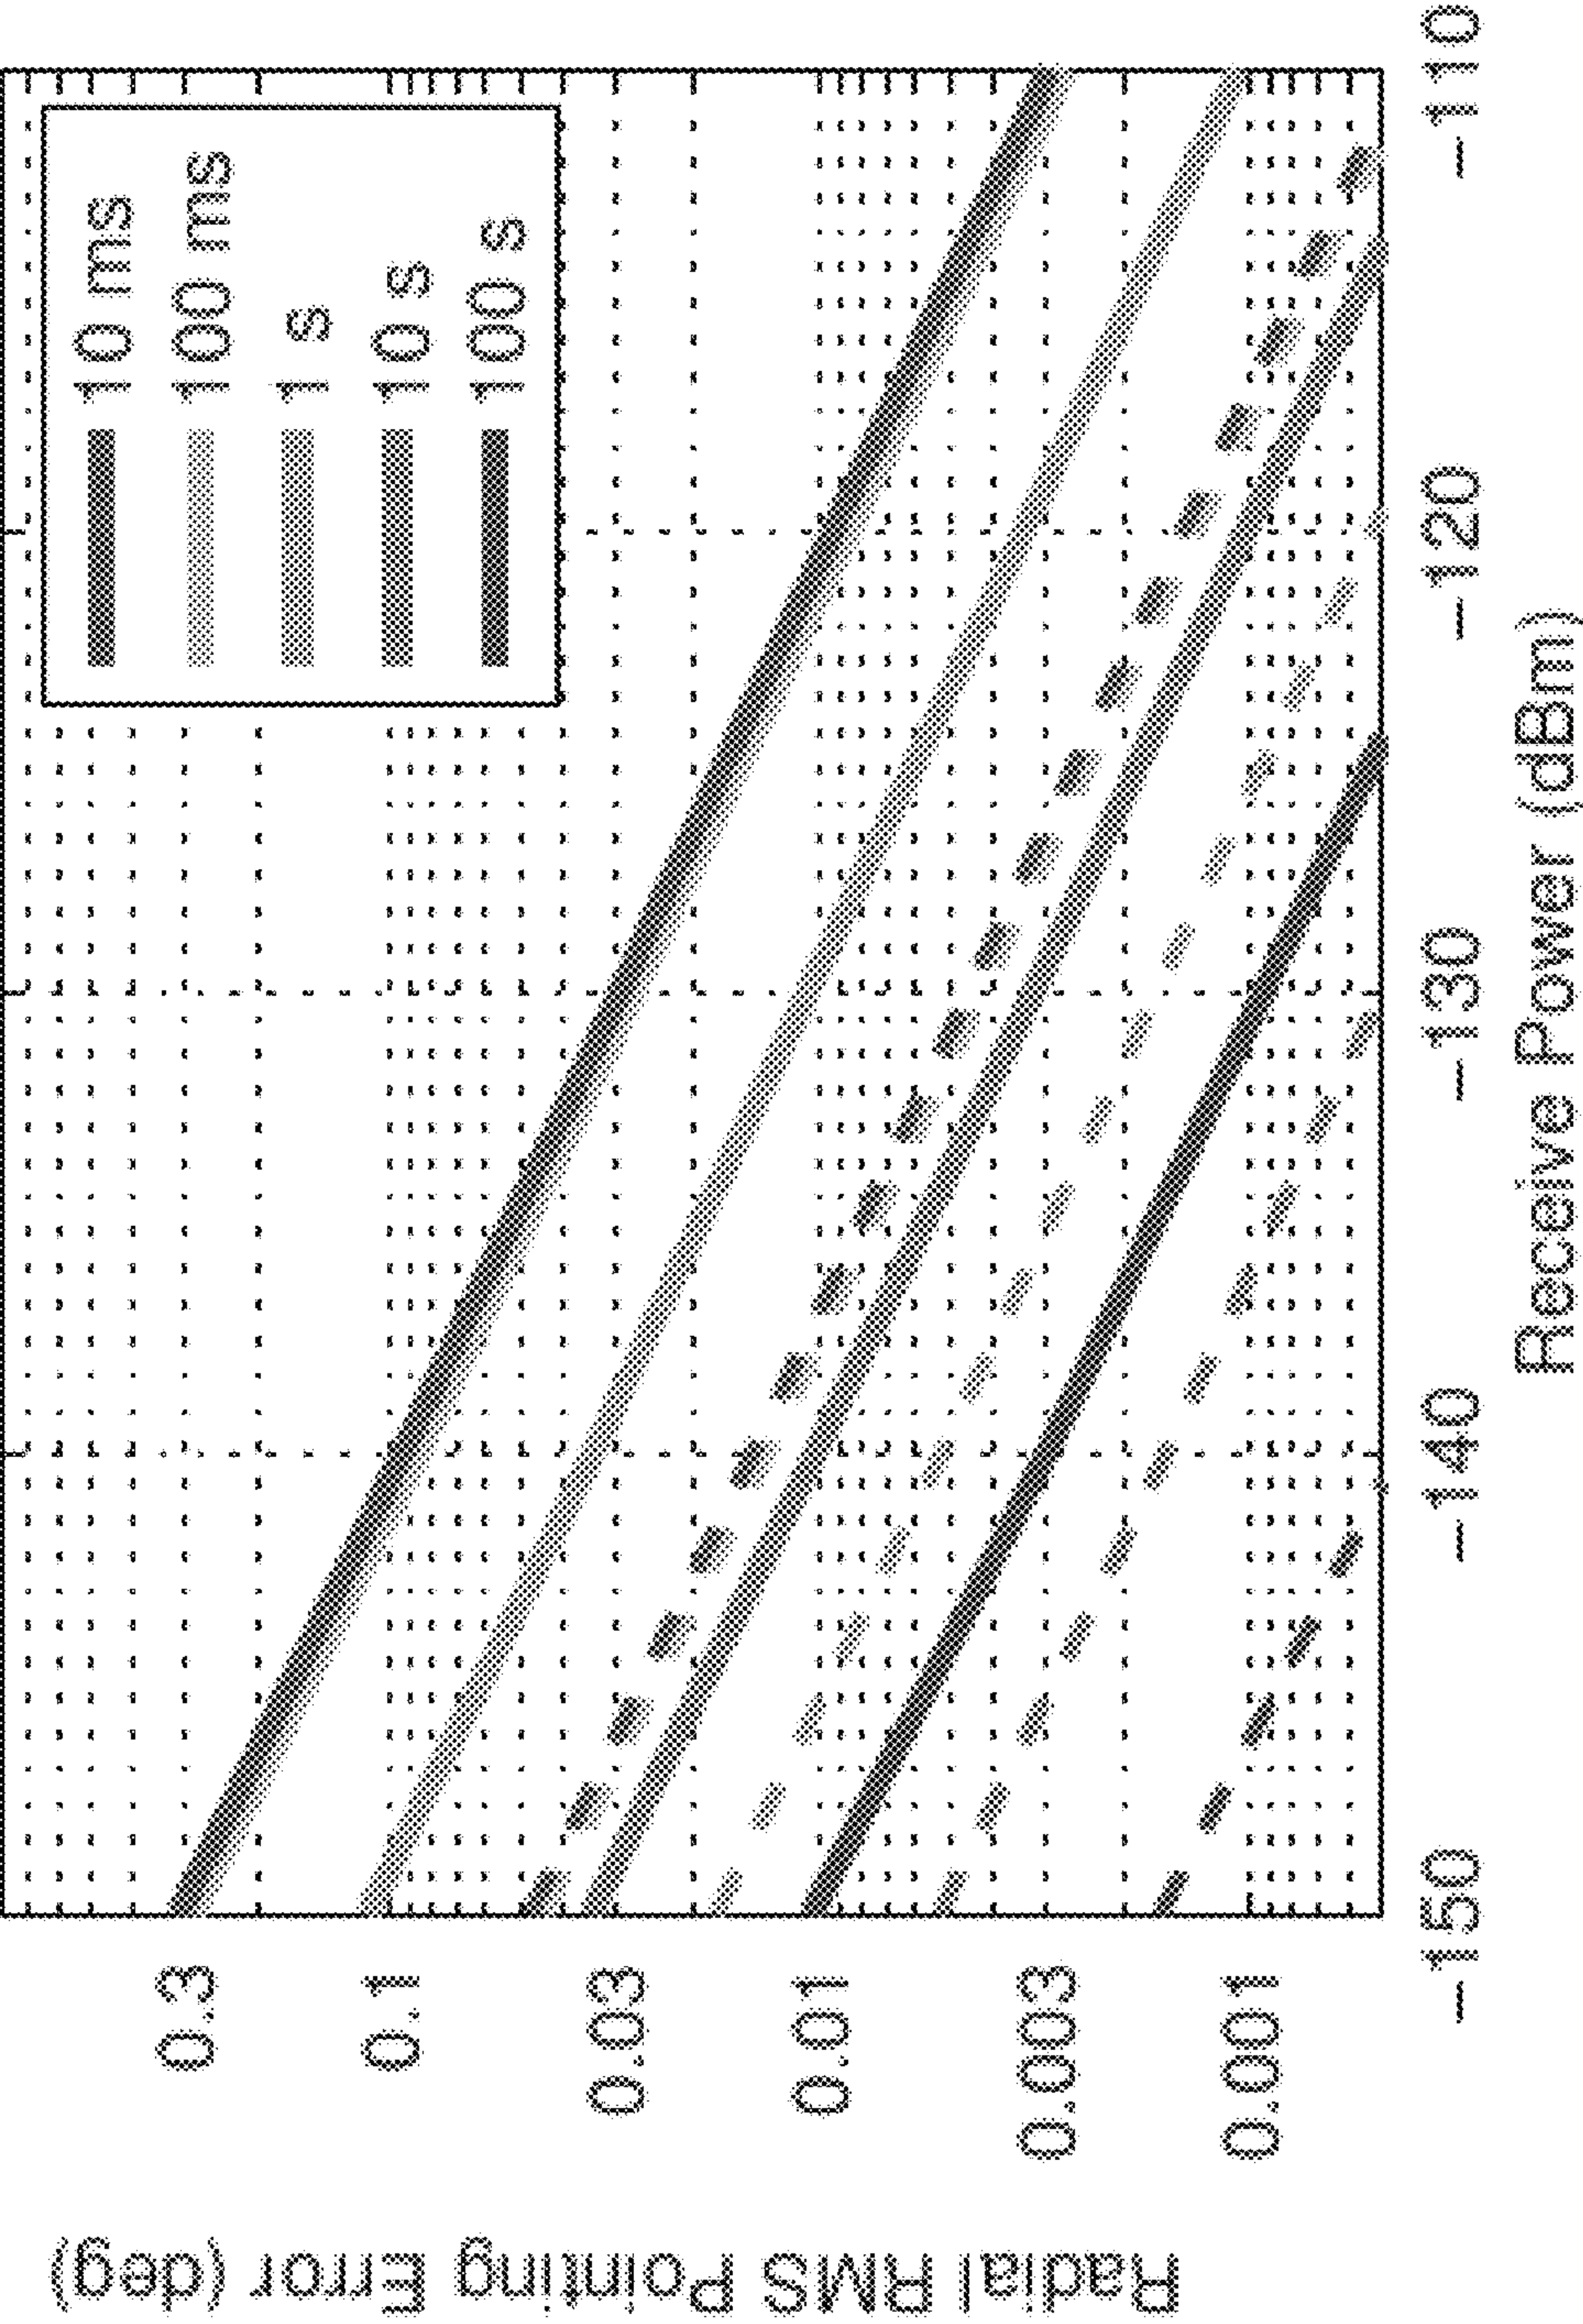 Radial RMS Pointing Error (deg)
0.3
0.1
0.03
0.01
0.003
0.001
10 ms
100 ms
1 s
10 s
100 s
−150
−140
−130
−120
−110
Receive Power (dBm)